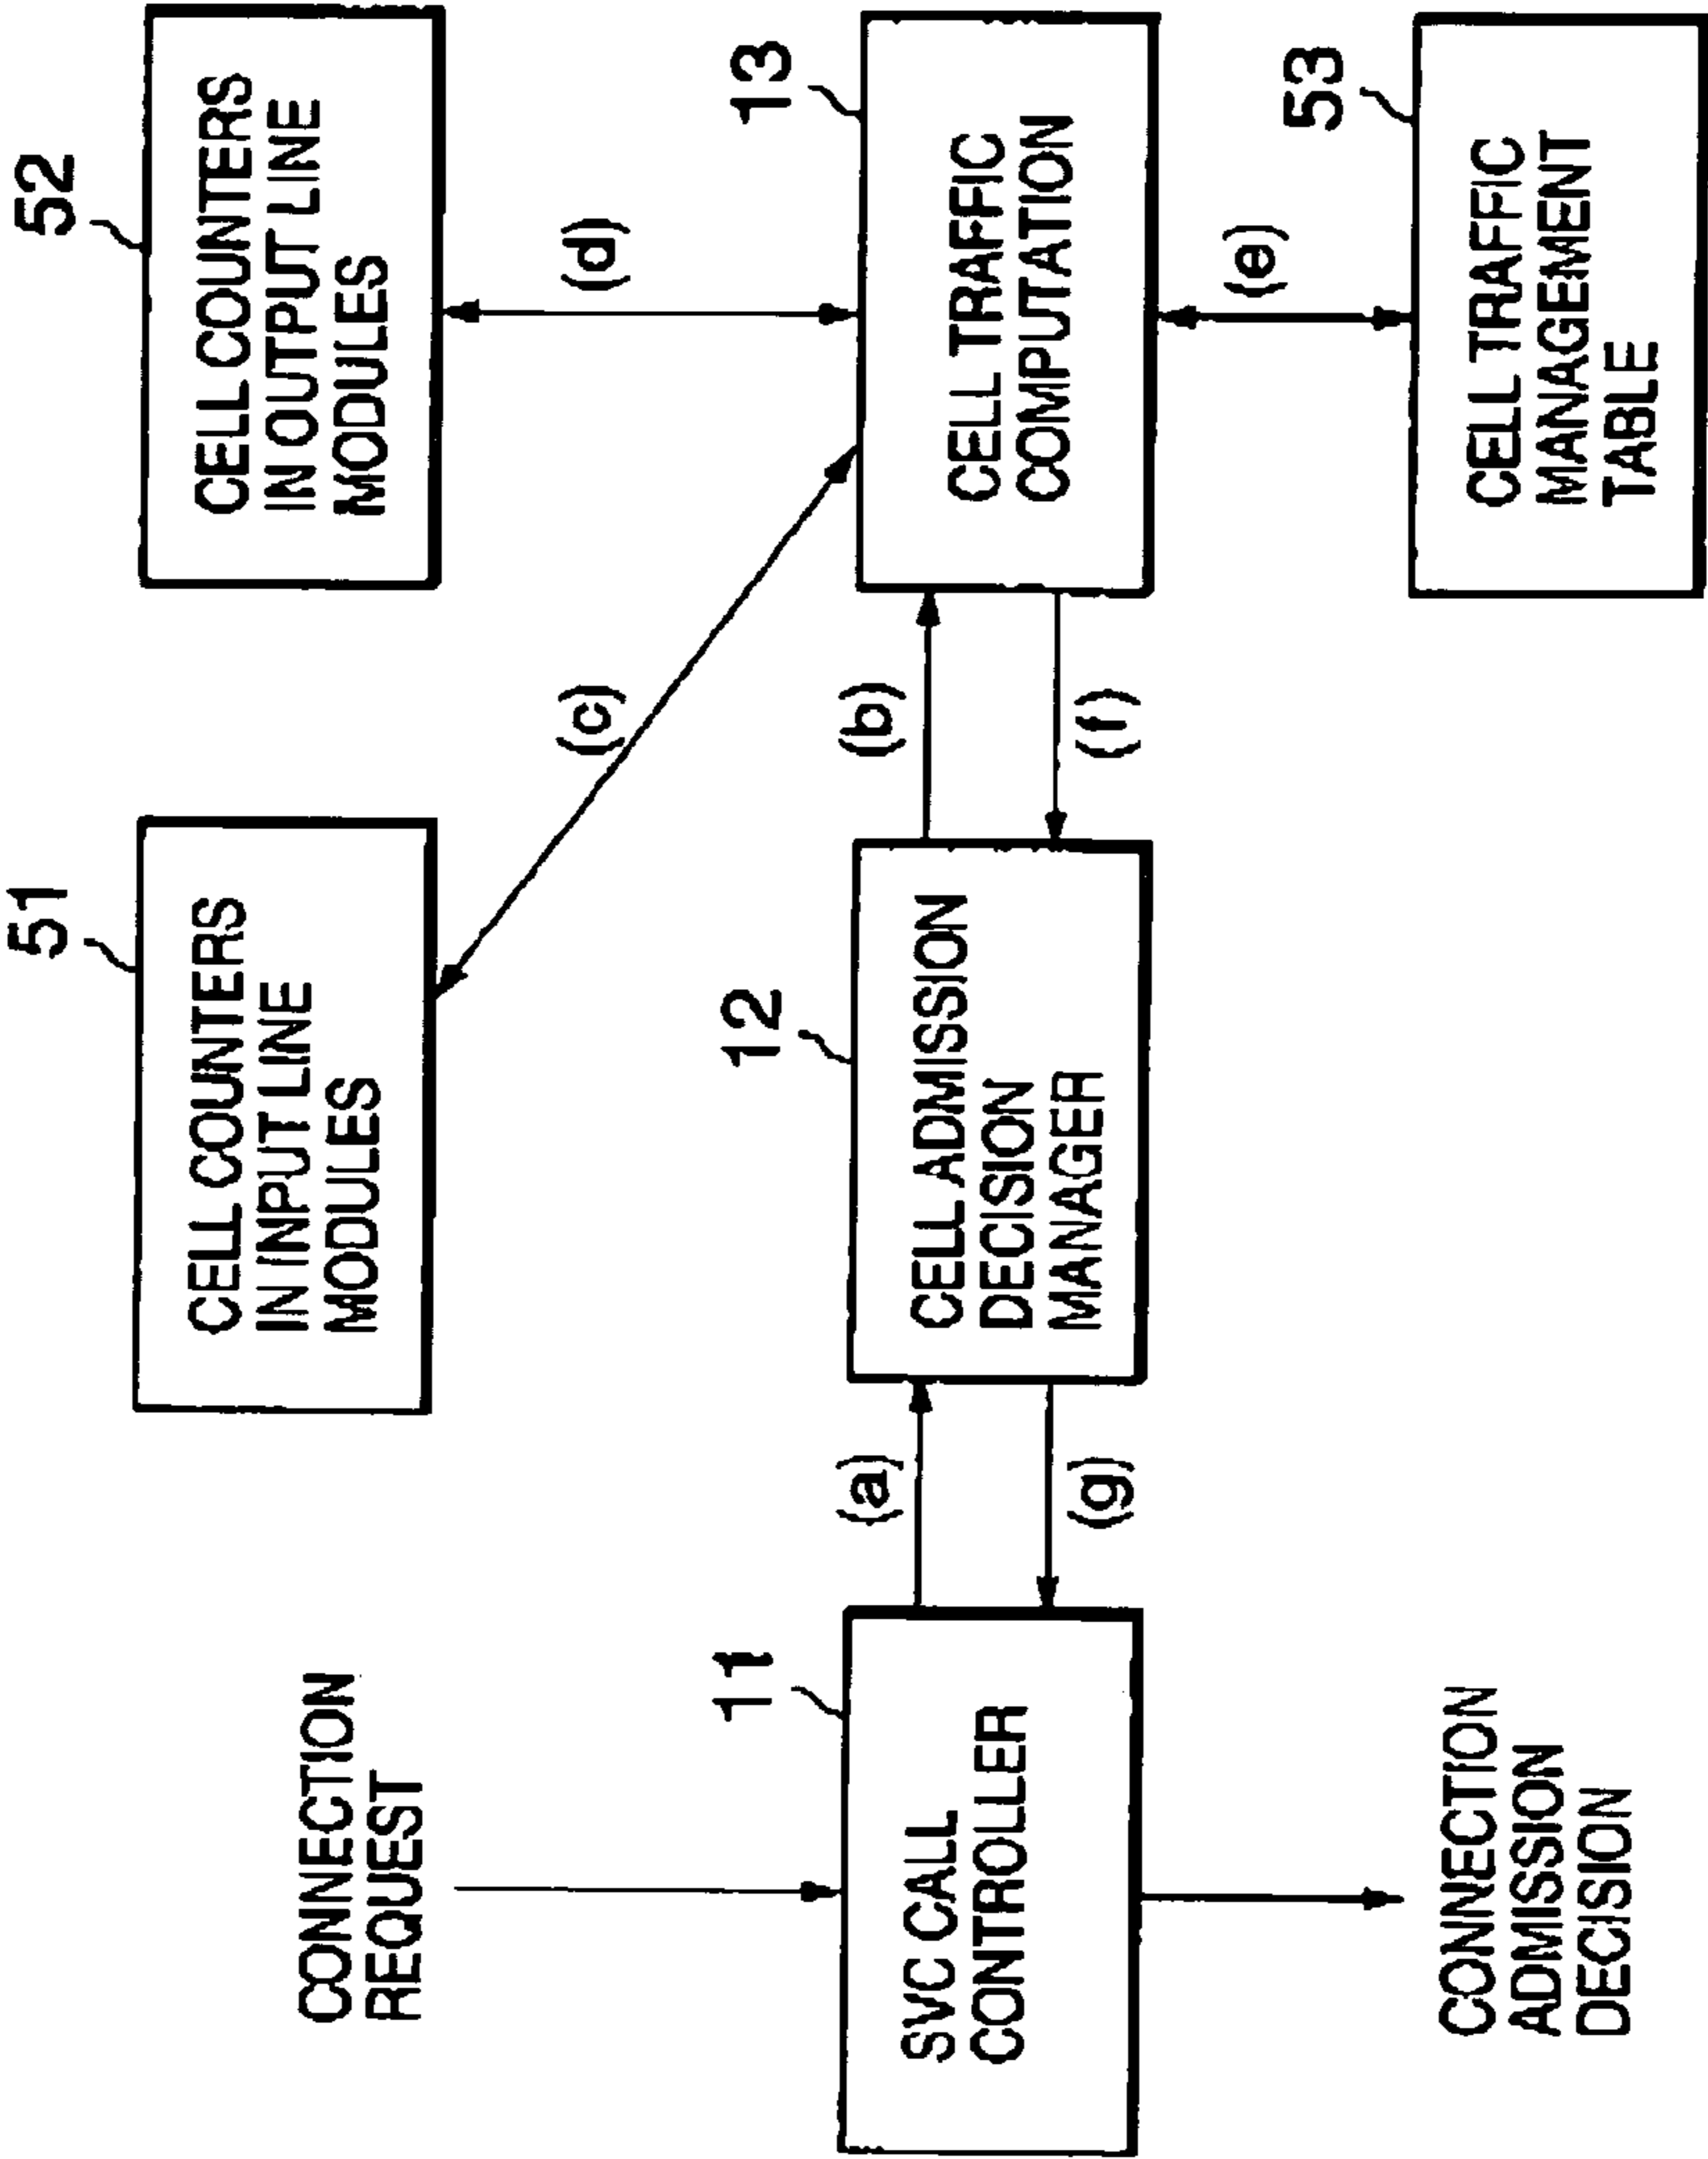 51
CELL COUNTERS
IN INPUT LINE
MODULES
52
CELL COUNTERS
IN OUTPUT LINE
MODULES
CONNECTION
REQUEST
(c)
(d)
11
SVC CALL
CONTROLLER
(a)
(g)
12
CELL ADMISSION
DECISION
MANAGER
(b)
(f)
13
CELL TRAFFIC
COMPUTATION
(e)
CONNECTION
ADMISSION
DECISION
53
CELL TRAFFIC
MANAGEMENT
TABLE